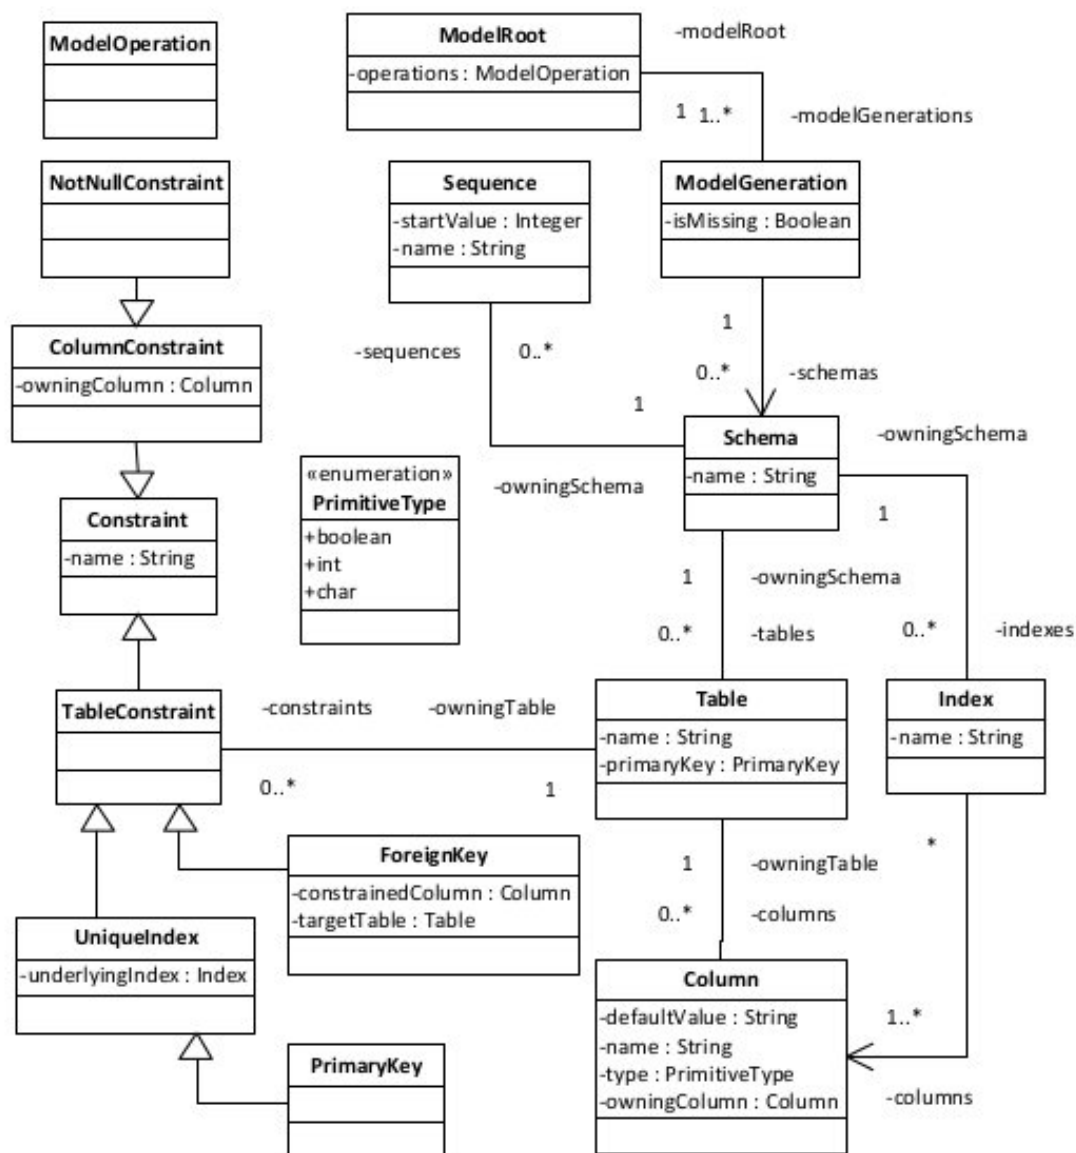 ModelOperation
ModelRoot
-operations : ModelOperation
-modelRoot
1
1..*
-modelGenerations
NotNullConstraint
Sequence
-startValue : Integer
-name : String
ModelGeneration
-isMissing : Boolean
ColumnConstraint
-owningColumn : Column
-sequences
0..*
1
0..*
-schemas
1
-owningSchema
Schema
-name : String
-owningSchema
1
Constraint
-name : String
«enumeration»
PrimitiveType
+boolean
+int
+char
1
-owningSchema
0..*
-tables
0..*
-indexes
TableConstraint
-constraints
-owningTable
0..*
1
Table
-name : String
-primaryKey : PrimaryKey
Index
-name : String
*
ForeignKey
-constrainedColumn : Column
-targetTable : Table
1
-owningTable
0..*
-columns
UniqueIndex
-underlyingIndex : Index
Column
-defaultValue : String
-name : String
-type : PrimitiveType
-owningColumn : Column
1..*
-columns
PrimaryKey